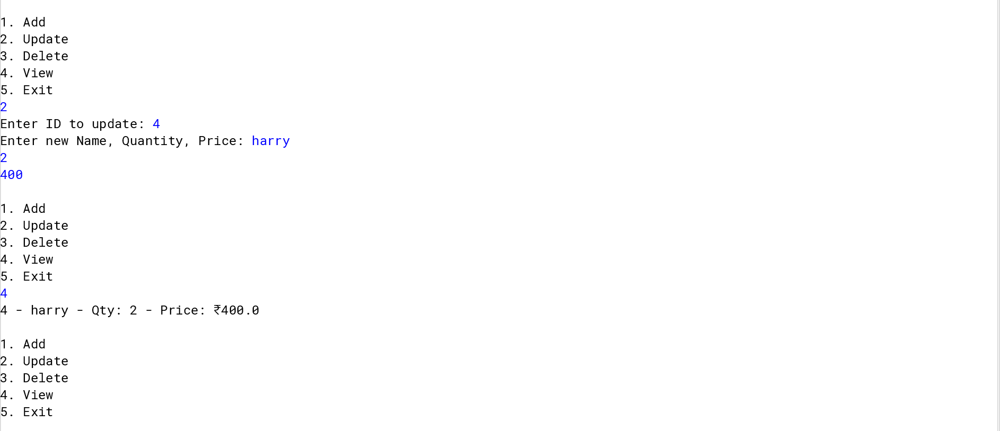 1. Add
2. Update
3. Delete
4. View
5. Exit
2
Enter ID to update: 4
Enter new Name, Quantity, Price: harry
2
400
1. Add
2. Update
3. Delete
4. View
5. Exit
4
4 - harry - Qty: 2 - Price: ₹400.0
1. Add
2. Update
3. Delete
4. View
5. Exit